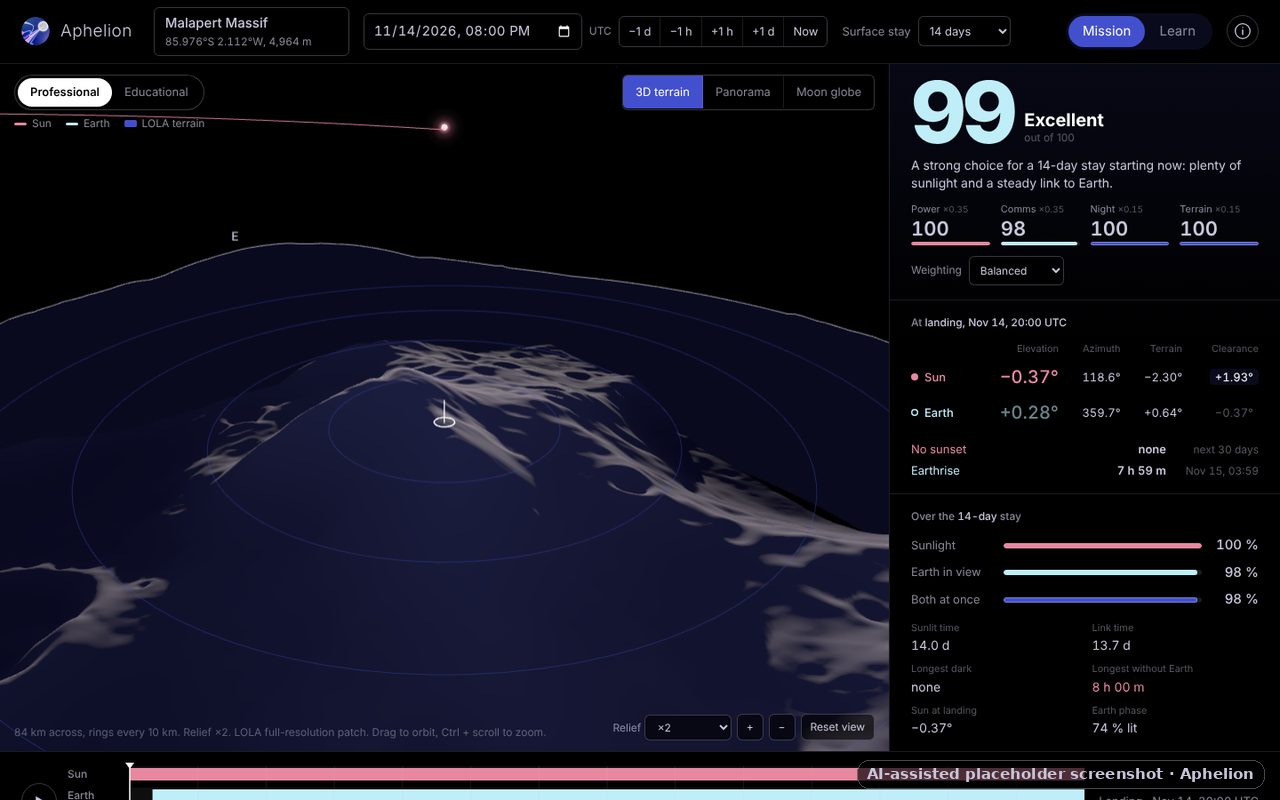 Aphelion
Malapert Massif
85.976°S 2.112°W, 4,964 m
11/14/2026, 08:00 PM
UTC
−1 d
−1 h
+1 h
+1 d
Now
Surface stay
14 days
Mission
Learn
Professional
Educational
3D terrain
Panorama
Moon globe
Sun
Earth
LOLA terrain
E
84 km across, rings every 10 km. Relief ×2. LOLA full-resolution patch. Drag to orbit, Ctrl + scroll to zoom.
Relief
×2
+
−
Reset view
99
Excellent
out of 100
A strong choice for a 14-day stay starting now: plenty of
sunlight and a steady link to Earth.
Power ×0.35
Comms ×0.35
Night ×0.15
Terrain ×0.15
100
98
100
100
Weighting
Balanced
At landing, Nov 14, 20:00 UTC
Elevation Azimuth Terrain Clearance
Sun −0.37° 118.6° −2.30° +1.93°
Earth +0.28° 359.7° +0.64° −0.37°
No sunset none next 30 days
Earthrise 7 h 59 m Nov 15, 03:59
Over the 14-day stay
Sunlight 100 %
Earth in view 98 %
Both at once 98 %
Sunlit time Link time
14.0 d 13.7 d
Longest dark Longest without Earth
none 8 h 00 m
Sun at landing Earth phase
−0.37° 74 % lit
Sun
AI-assisted placeholder screenshot · Aphelion
Earth